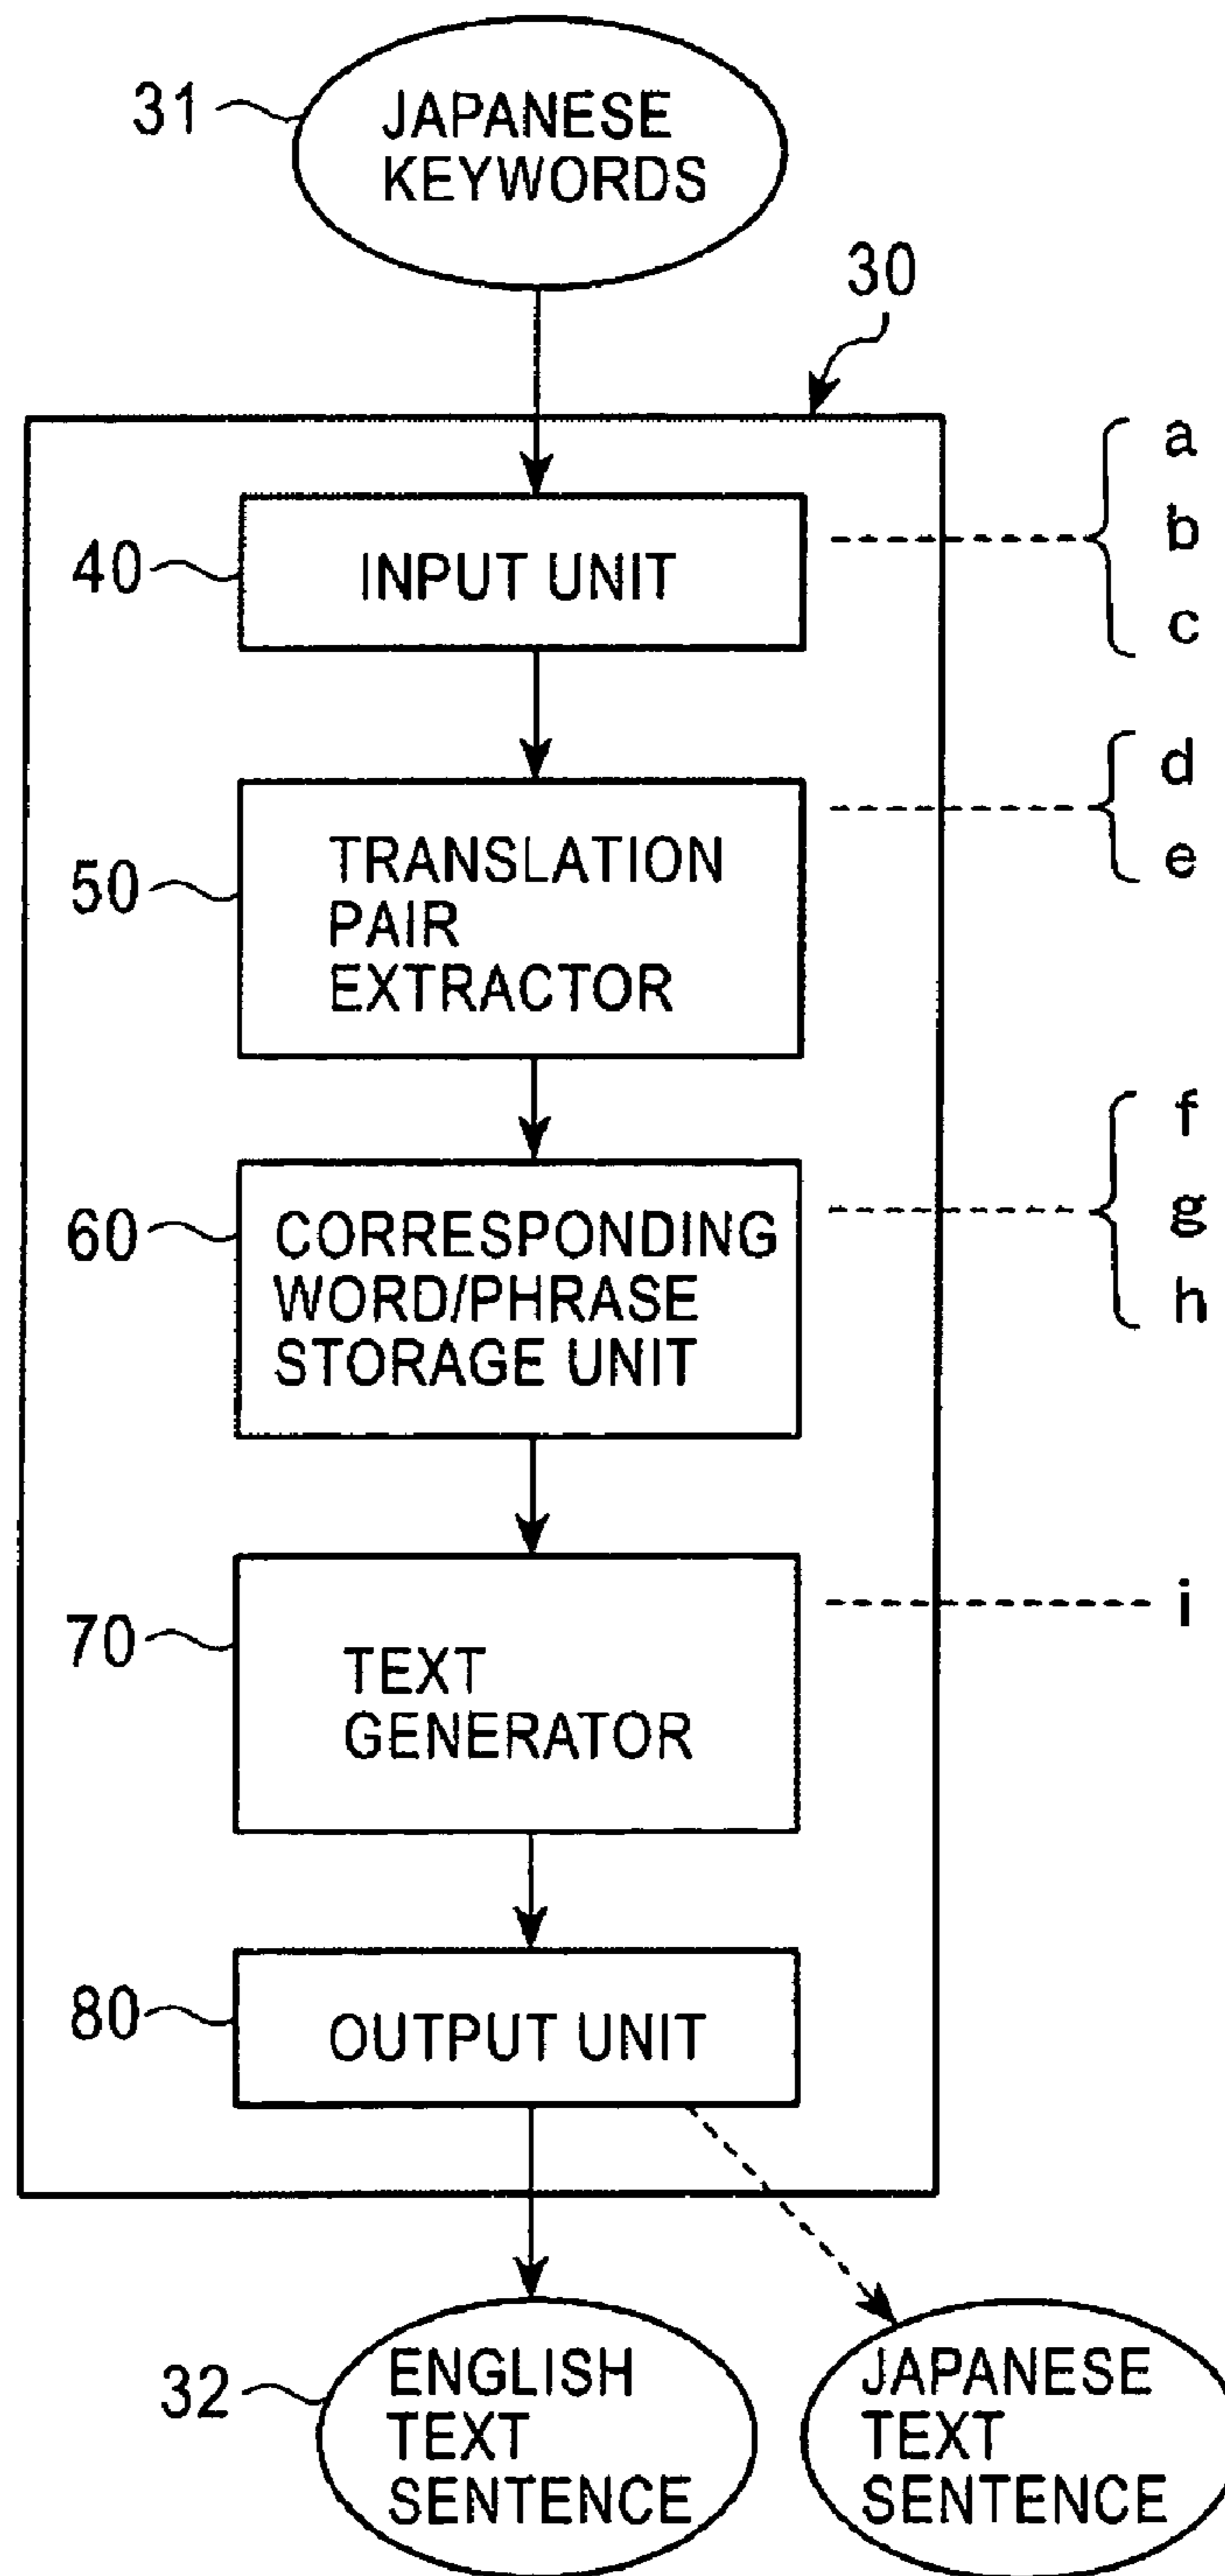 31
JAPANESE
KEYWORDS
30
a
b
c
40
INPUT UNIT
d
e
50
TRANSLATION
PAIR
EXTRACTOR
f
g
h
60
CORRESPONDING
WORD/PHRASE
STORAGE UNIT
i
70
TEXT
GENERATOR
80
OUTPUT UNIT
32
ENGLISH
TEXT
SENTENCE
JAPANESE
TEXT
SENTENCE